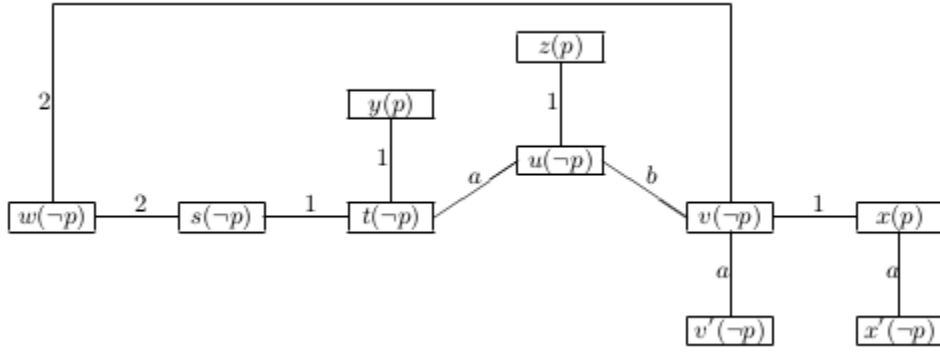 z(p)
2
y(p)
1
1
u(¬p)
a
b
w(¬p)
2
s(¬p)
1
t(¬p)
v(¬p)
1
x(p)
a
a
v′(¬p)
x′(¬p)